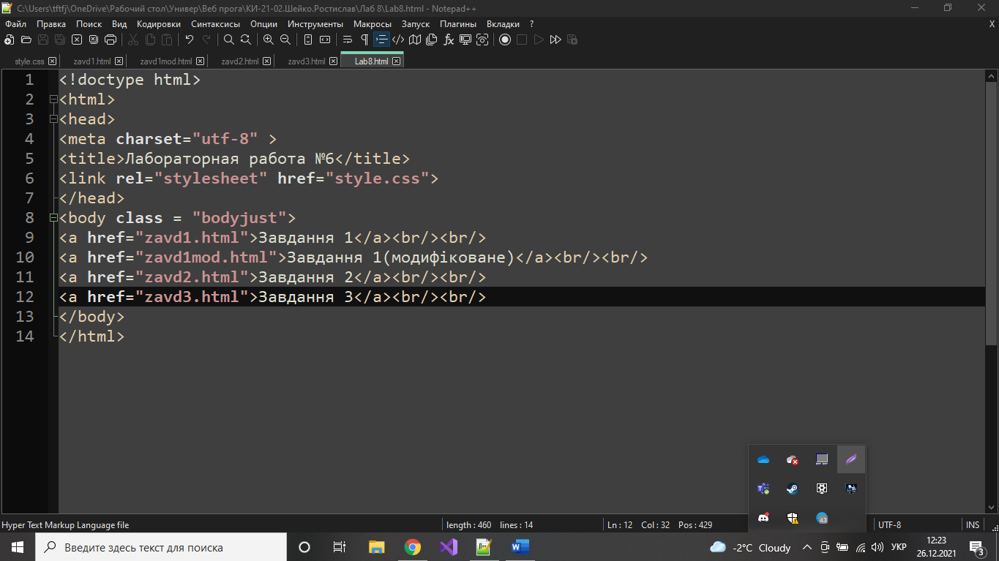 C:\Users\tftfj\OneDrive\Рабочий стол\Универ\Веб прога\КИ-21-02.Шейко.Ростислав\Лаб 8\Lab8.html - Notepad++
Файл Правка Поиск Вид Кодировки Синтаксисы Опции Инструменты Макросы Запуск Плагины Вкладки ? X
style.css zavd1.html zavd1mod.html zavd2.html zavd3.html Lab8.html
1 <!doctype html>
2 <html>
3 <head>
4 <meta charset="utf-8" >
5 <title>Лабораторная работа №6</title>
6 <link rel="stylesheet" href="style.css">
7 </head>
8 <body class = "bodyjust">
9 <a href="zavd1.html">Завдання 1</a><br/><br/>
10 <a href="zavd1mod.html">Завдання 1(модифіковане)</a><br/><br/>
11 <a href="zavd2.html">Завдання 2</a><br/><br/>
12 <a href="zavd3.html">Завдання 3</a><br/><br/>
13 </body>
14 </html>
43
Hyper Text Markup Language file length : 460 lines : 14 Ln : 12 Col : 32 Pos : 429 UTF-8 INS
Введите здесь текст для поиска -2°C Cloudy УКР 12:23
26.12.2021 3